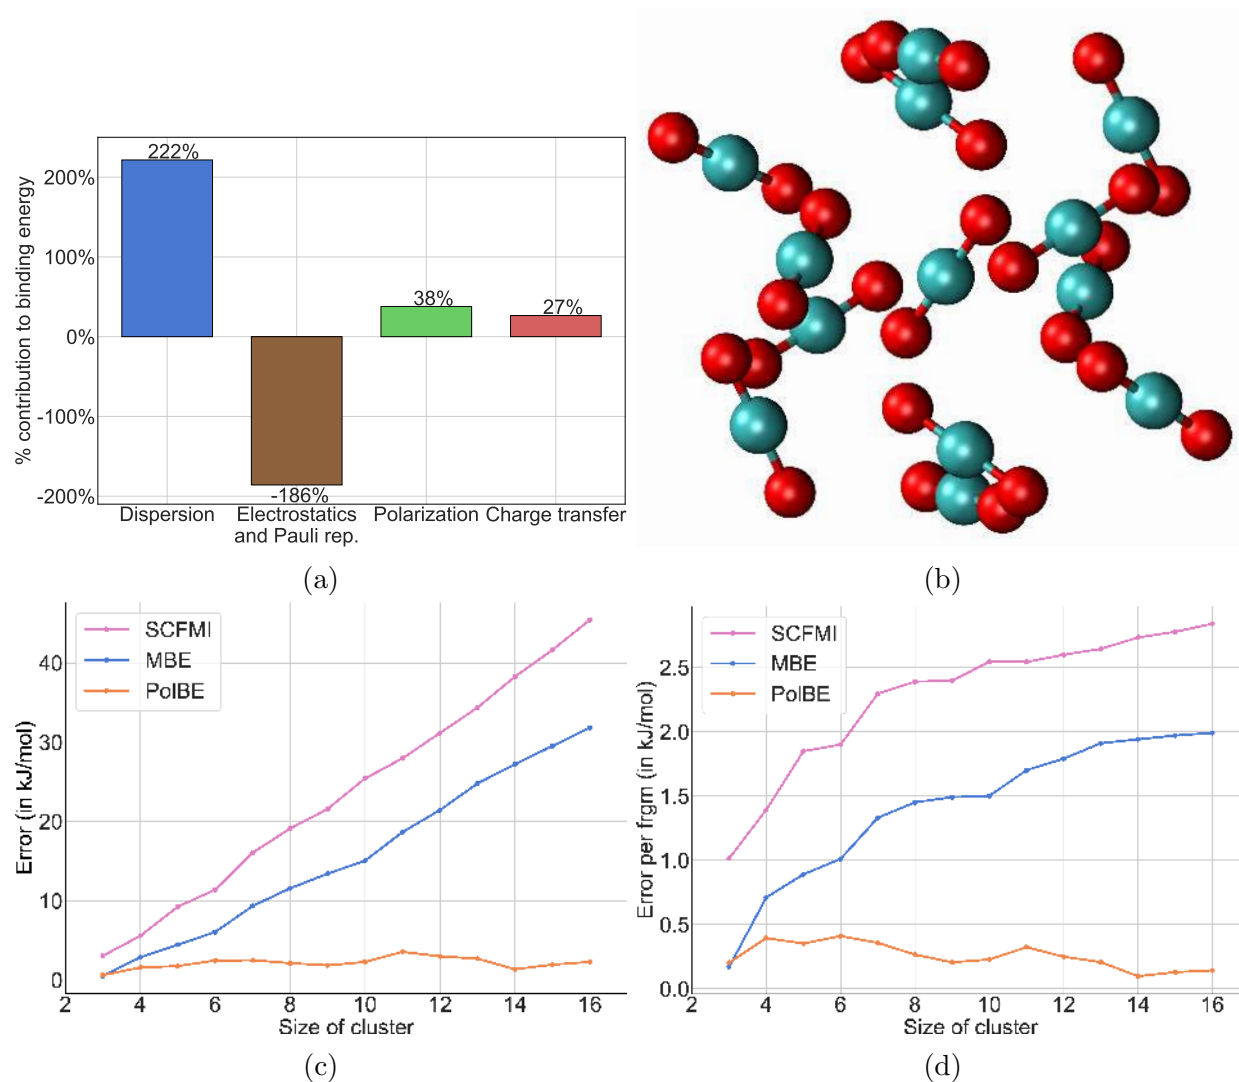 % contribution to binding energy
200%
100%
0%
-100%
-200%
222%
-186%
38%
27%
Dispersion
Electrostatics
and Pauli rep.
Polarization
Charge transfer
(a)
(b)
Error (in kJ/mol)
40
30
20
10
0
SCFMI
MBE
PolBE
2 4 6 8 10 12 14 16
Size of cluster
(c)
Error per frgm (in kJ/mol)
2.5
2.0
1.5
1.0
0.5
0.0
SCFMI
MBE
PolBE
2 4 6 8 10 12 14 16
Size of cluster
(d)